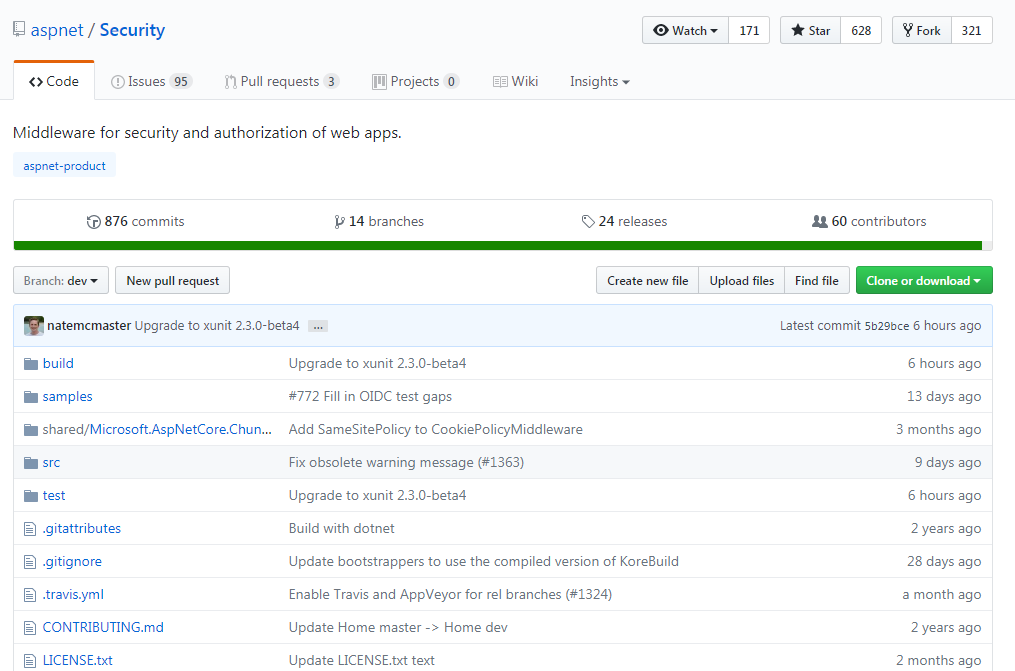 aspnet / Security
Watch 171 Star 628 Fork 321
Code Issues 95 Pull requests 3 Projects 0 Wiki Insights
Middleware for security and authorization of web apps.
aspnet-product
876 commits 14 branches 24 releases 60 contributors
Branch: dev New pull request Create new file Upload files Find file Clone or download
natemcmaster Upgrade to xunit 2.3.0-beta4 ... Latest commit 5b29bce 6 hours ago
build Upgrade to xunit 2.3.0-beta4 6 hours ago
samples #772 Fill in OIDC test gaps 13 days ago
shared/Microsoft.AspNetCore.Chun... Add SameSitePolicy to CookiePolicyMiddleware 3 months ago
src Fix obsolete warning message (#1363) 9 days ago
test Upgrade to xunit 2.3.0-beta4 6 hours ago
.gitattributes Build with dotnet 2 years ago
.gitignore Update bootstrappers to use the compiled version of KoreBuild 28 days ago
.travis.yml Enable Travis and AppVeyor for rel branches (#1324) a month ago
CONTRIBUTING.md Update Home master -> Home dev 2 years ago
LICENSE.txt Update LICENSE.txt text 2 months ago